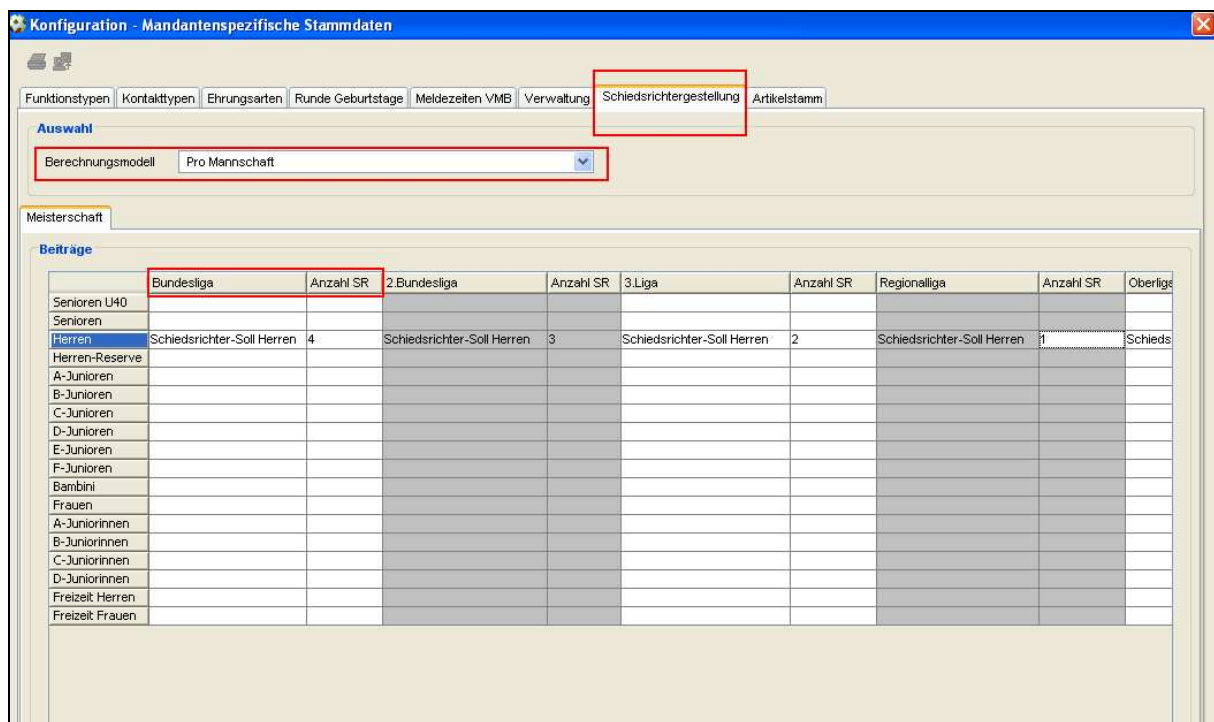 Konfiguration - Mandantenspezifische Stammdaten
Funktionstypen Kontakttypen Ehrungsarten Runde Geburtstage Meldezeiten VMB Verwaltung Schiedsrichtergestellung Artikelstamm
Auswahl
Berechnungsmodell Pro Mannschaft
Meisterschaft
Beiträge
Bundesliga Anzahl SR 2.Bundesliga Anzahl SR 3.Liga Anzahl SR Regionalliga Anzahl SR Oberliga
Senioren U40
Senioren
Herren Schiedsrichter-Soll Herren 4 Schiedsrichter-Soll Herren 3 Schiedsrichter-Soll Herren 2 Schiedsrichter-Soll Herren 1 Schieds
Herren-Reserve
A-Junioren
B-Junioren
C-Junioren
D-Junioren
E-Junioren
F-Junioren
Bambini
Frauen
A-Juniorinnen
B-Juniorinnen
C-Juniorinnen
D-Juniorinnen
Freizeit Herren
Freizeit Frauen